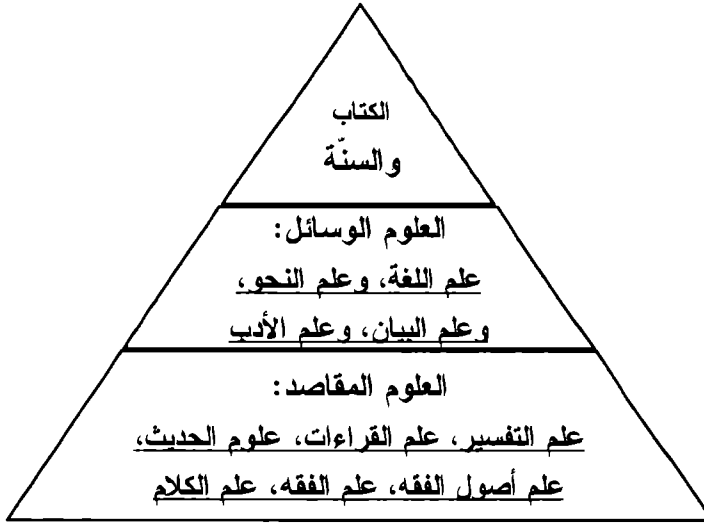 الكتاب
والسنّة
العلوم الوسائل:
علم اللغة، وعلم النحو،
وعلم البيان، وعلم الأدب
العلوم المقاصد:
علم التفسير، علم القراءات، علوم الحديث،
علم أصول الفقه، علم الفقه، علم الكلام